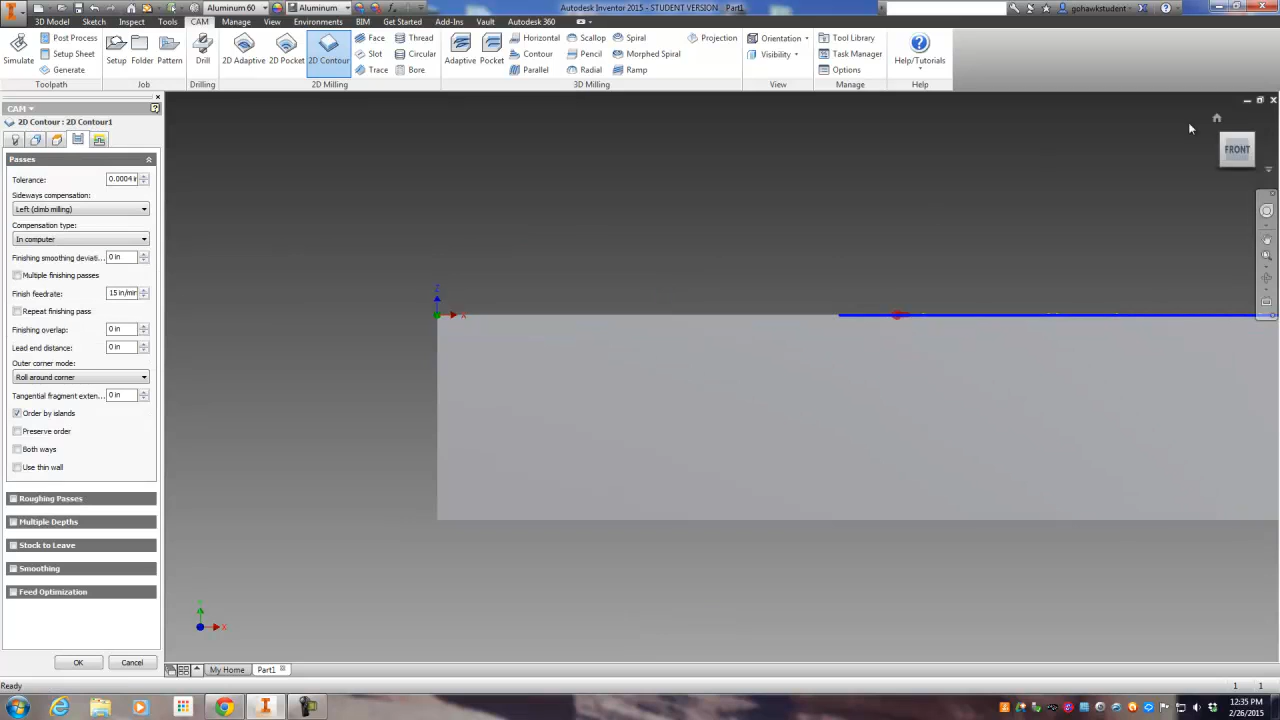 Aluminum 60
Aluminum
Autodesk Inventor 2015 - STUDENT VERSION Part1
gohawkstudent
3D Model Sketch Inspect Tools CAM Manage View Environments BIM Get Started Add-Ins Vault Autodesk 360
Simulate
Post Process
Setup Sheet
Generate
Toolpath
Setup Folder Pattern
Job
Drill
Drilling
2D Adaptive 2D Pocket 2D Contour
Face
Slot
Trace
Thread
Circular
Bore
2D Milling
Adaptive Pocket
Horizontal
Contour
Parallel
Scallop
Pencil
Radial
Spiral
Morphed Spiral
Ramp
Projection
3D Milling
Orientation
Visibility
View
Tool Library
Task Manager
Options
Manage
Help/Tutorials
Help
CAM
2D Contour : 2D Contour1
Passes
Tolerance: 0.0004 i
Sideways compensation:
Left (climb milling)
Compensation type:
In computer
Finishing smoothing deviati... 0 in
Multiple finishing passes
Finish feedrate: 15 in/min
Repeat finishing pass
Finishing overlap: 0 in
Lead end distance: 0 in
Outer corner mode:
Roll around corner
Tangential fragment exten... 0 in
Order by islands
Preserve order
Both ways
Use thin wall
Roughing Passes
Multiple Depths
Stock to Leave
Smoothing
Feed Optimization
OK Cancel
FRONT
Z
X
Y
X
My Home Part1
Ready
1 1
12:35 PM
2/26/2015